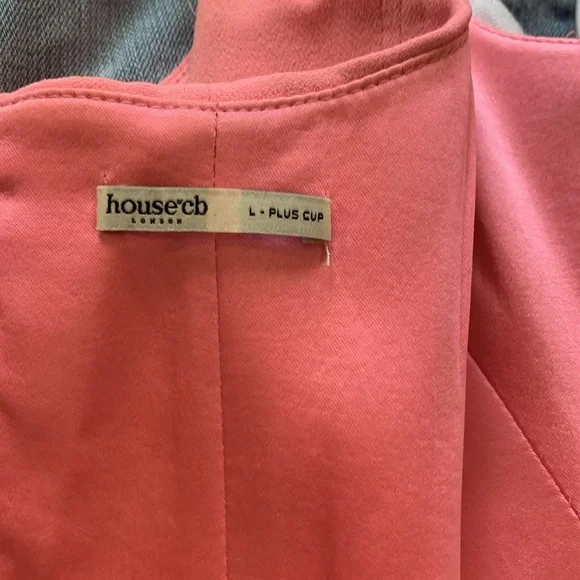 house of cb L - PLUS CUP
LONDON